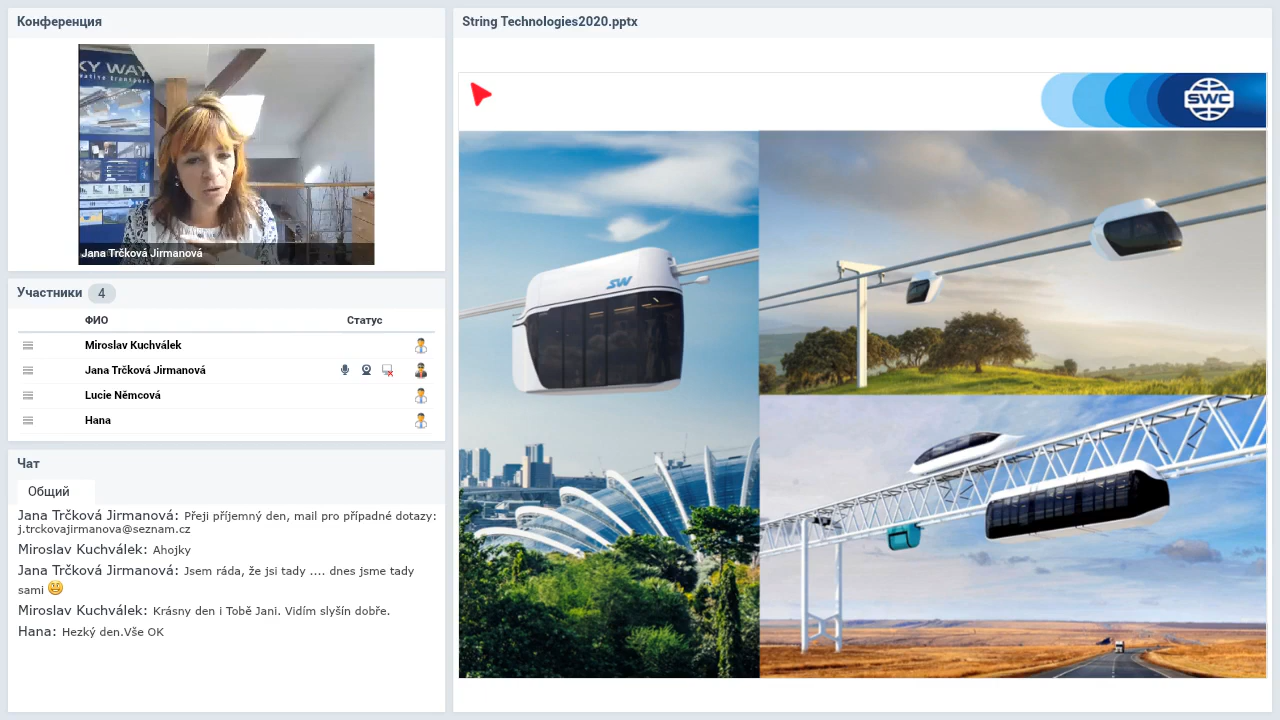 Конференция
KY WAY
Jana Trčková Jirmanová
Участники 4
ФИО Статус
Miroslav Kuchválek
Jana Trčková Jirmanová
Lucie Němcová
Hana
Чат
Общий
Jana Trčková Jirmanová: Přeji příjemný den, mail pro případné dotazy:
j.trckovajirmanova@seznam.cz
Miroslav Kuchválek: Ahojky
Jana Trčková Jirmanová: Jsem ráda, že jsi tady .... dnes jsme tady
sami
Miroslav Kuchválek: Krásny den i Tobě Jani. Vidím slyšín dobře.
Hana: Hezký den.Vše OK
String Technologies2020.pptx
SWC
SW